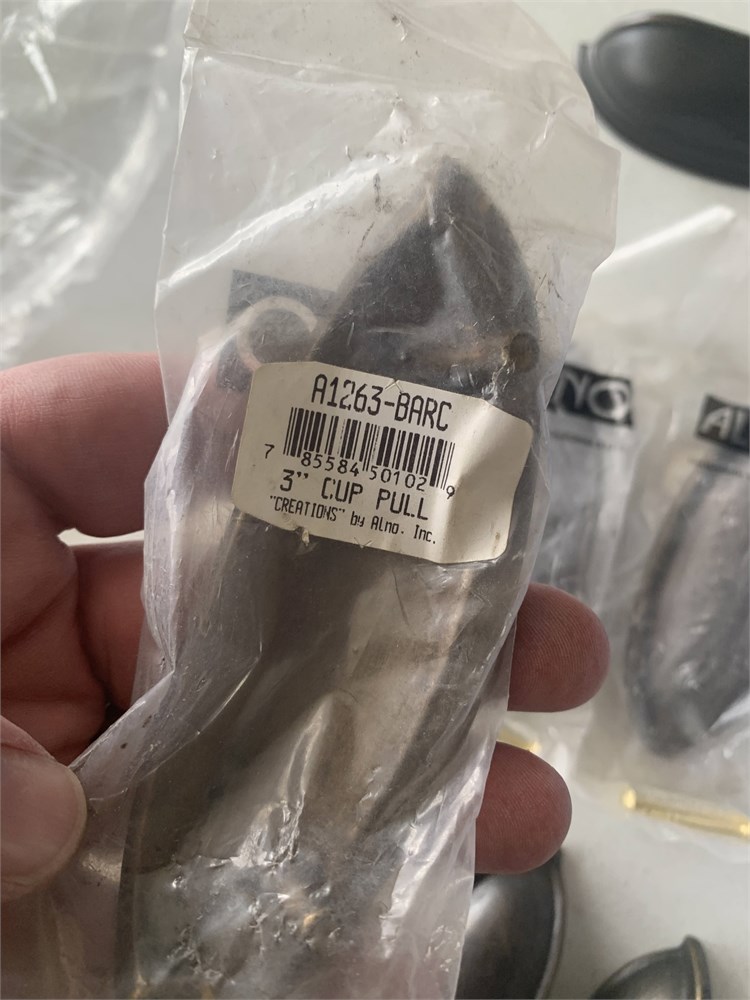 A1263-BARC
7 85584 50102 9
3" CUP PULL
"CREATIONS" by Alno. Inc.